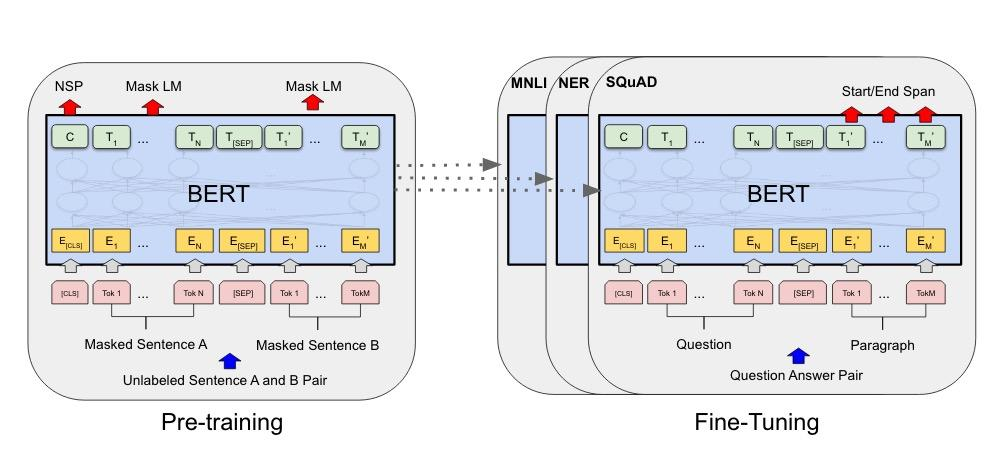 NSP Mask LM Mask LM
C T1 ... TN T[SEP] T1' ... TM'
BERT
E[CLS] E1 ... EN E[SEP] E1' ... EM'
[CLS] Tok 1 ... Tok N [SEP] Tok 1 ... TokM
Masked Sentence A Masked Sentence B
Unlabeled Sentence A and B Pair
Pre-training
MNLI NER SQuAD
Start/End Span
C T1 ... TN T[SEP] T1' ... TM'
BERT
E[CLS] E1 ... EN E[SEP] E1' ... EM'
[CLS] Tok 1 ... Tok N [SEP] Tok 1 ... TokM
Question Paragraph
Question Answer Pair
Fine-Tuning